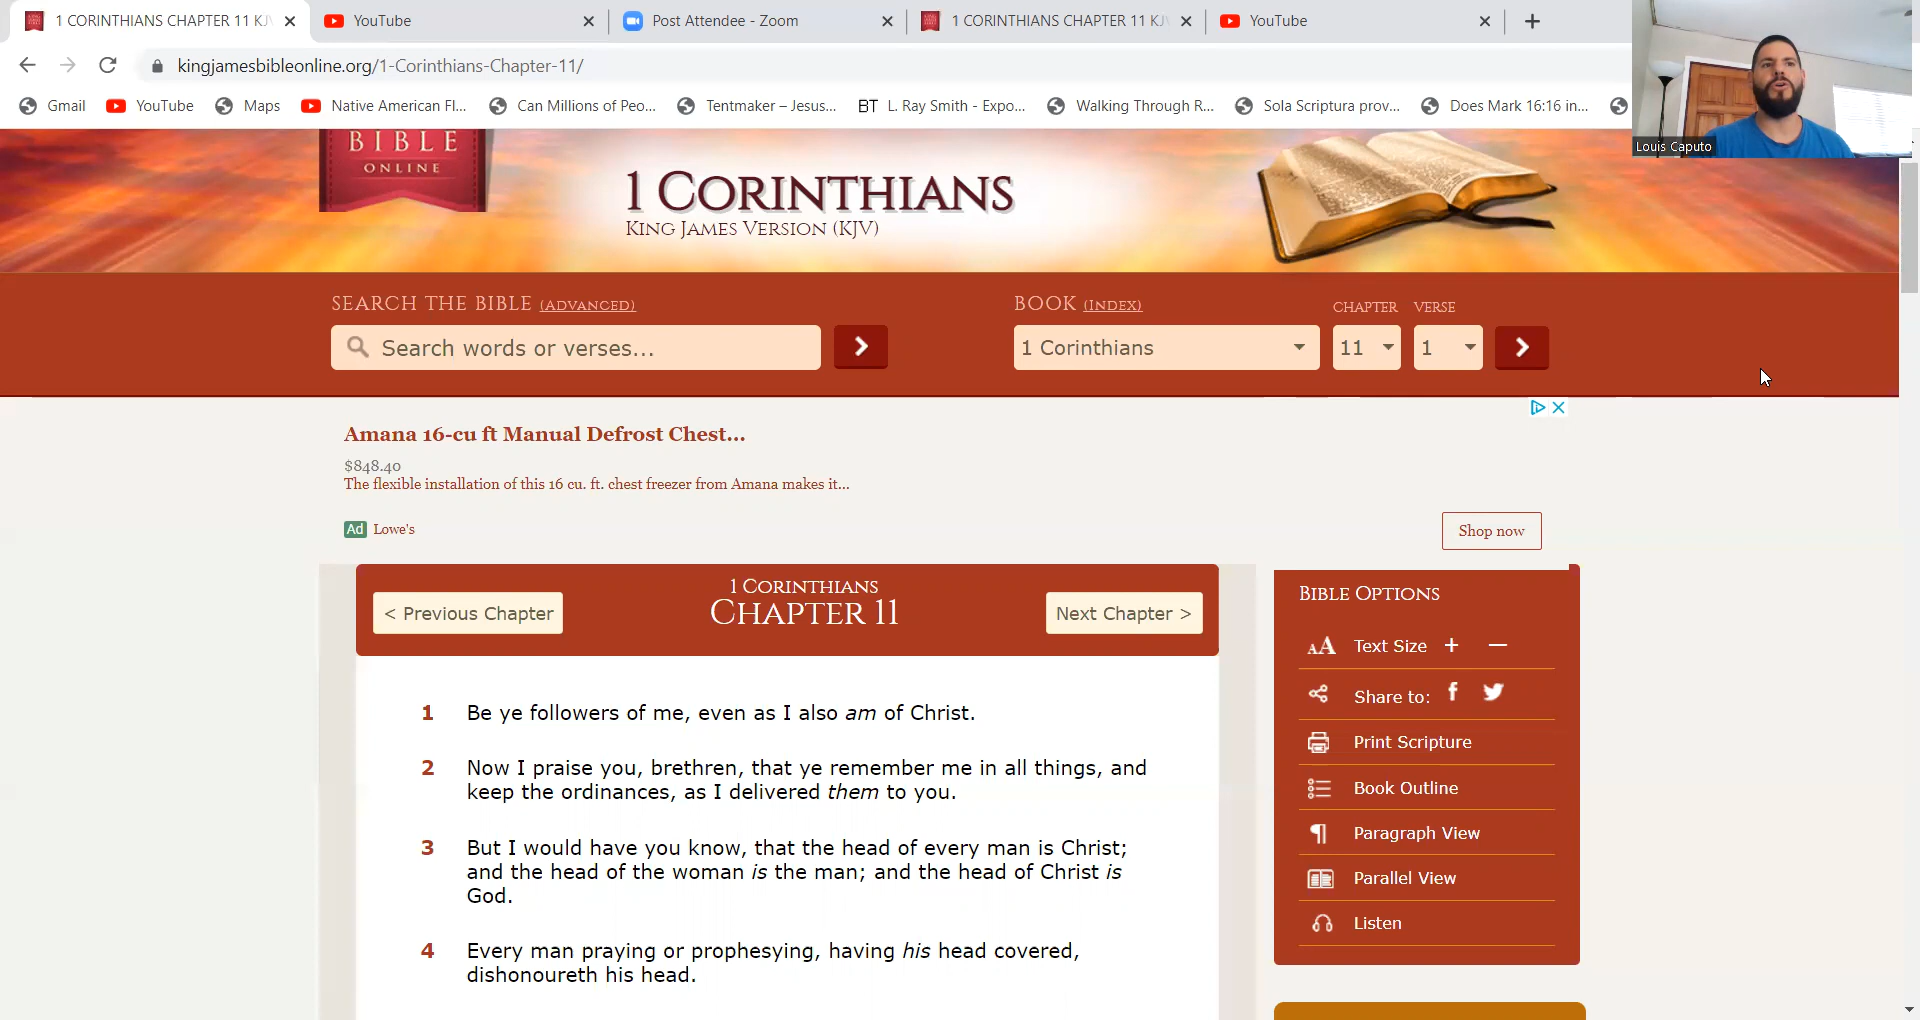 1 CORINTHIANS CHAPTER 11 KJV
YouTube
Post Attendee - Zoom
1 CORINTHIANS CHAPTER 11 KJV
YouTube
kingjamesbibleonline.org/1-Corinthians-Chapter-11/
Gmail
YouTube
Maps
Native American Fl...
Can Millions of Peo...
Tentmaker – Jesus...
BT L. Ray Smith - Expo...
Walking Through R...
Sola Scriptura prov...
Does Mark 16:16 in...
Louis Caputo
BIBLE
ONLINE
1 CORINTHIANS
KING JAMES VERSION (KJV)
SEARCH THE BIBLE (ADVANCED)
Search words or verses...
BOOK (INDEX)
CHAPTER VERSE
1 Corinthians
11
1
Amana 16-cu ft Manual Defrost Chest...
$848.40
The flexible installation of this 16 cu. ft. chest freezer from Amana makes it...
Ad Lowe's
Shop now
< Previous Chapter
1 CORINTHIANS
CHAPTER 11
Next Chapter >
1 Be ye followers of me, even as I also am of Christ.
2 Now I praise you, brethren, that ye remember me in all things, and
keep the ordinances, as I delivered them to you.
3 But I would have you know, that the head of every man is Christ;
and the head of the woman is the man; and the head of Christ is
God.
4 Every man praying or prophesying, having his head covered,
dishonoureth his head.
BIBLE OPTIONS
AA Text Size + —
Share to:
Print Scripture
Book Outline
Paragraph View
Parallel View
Listen